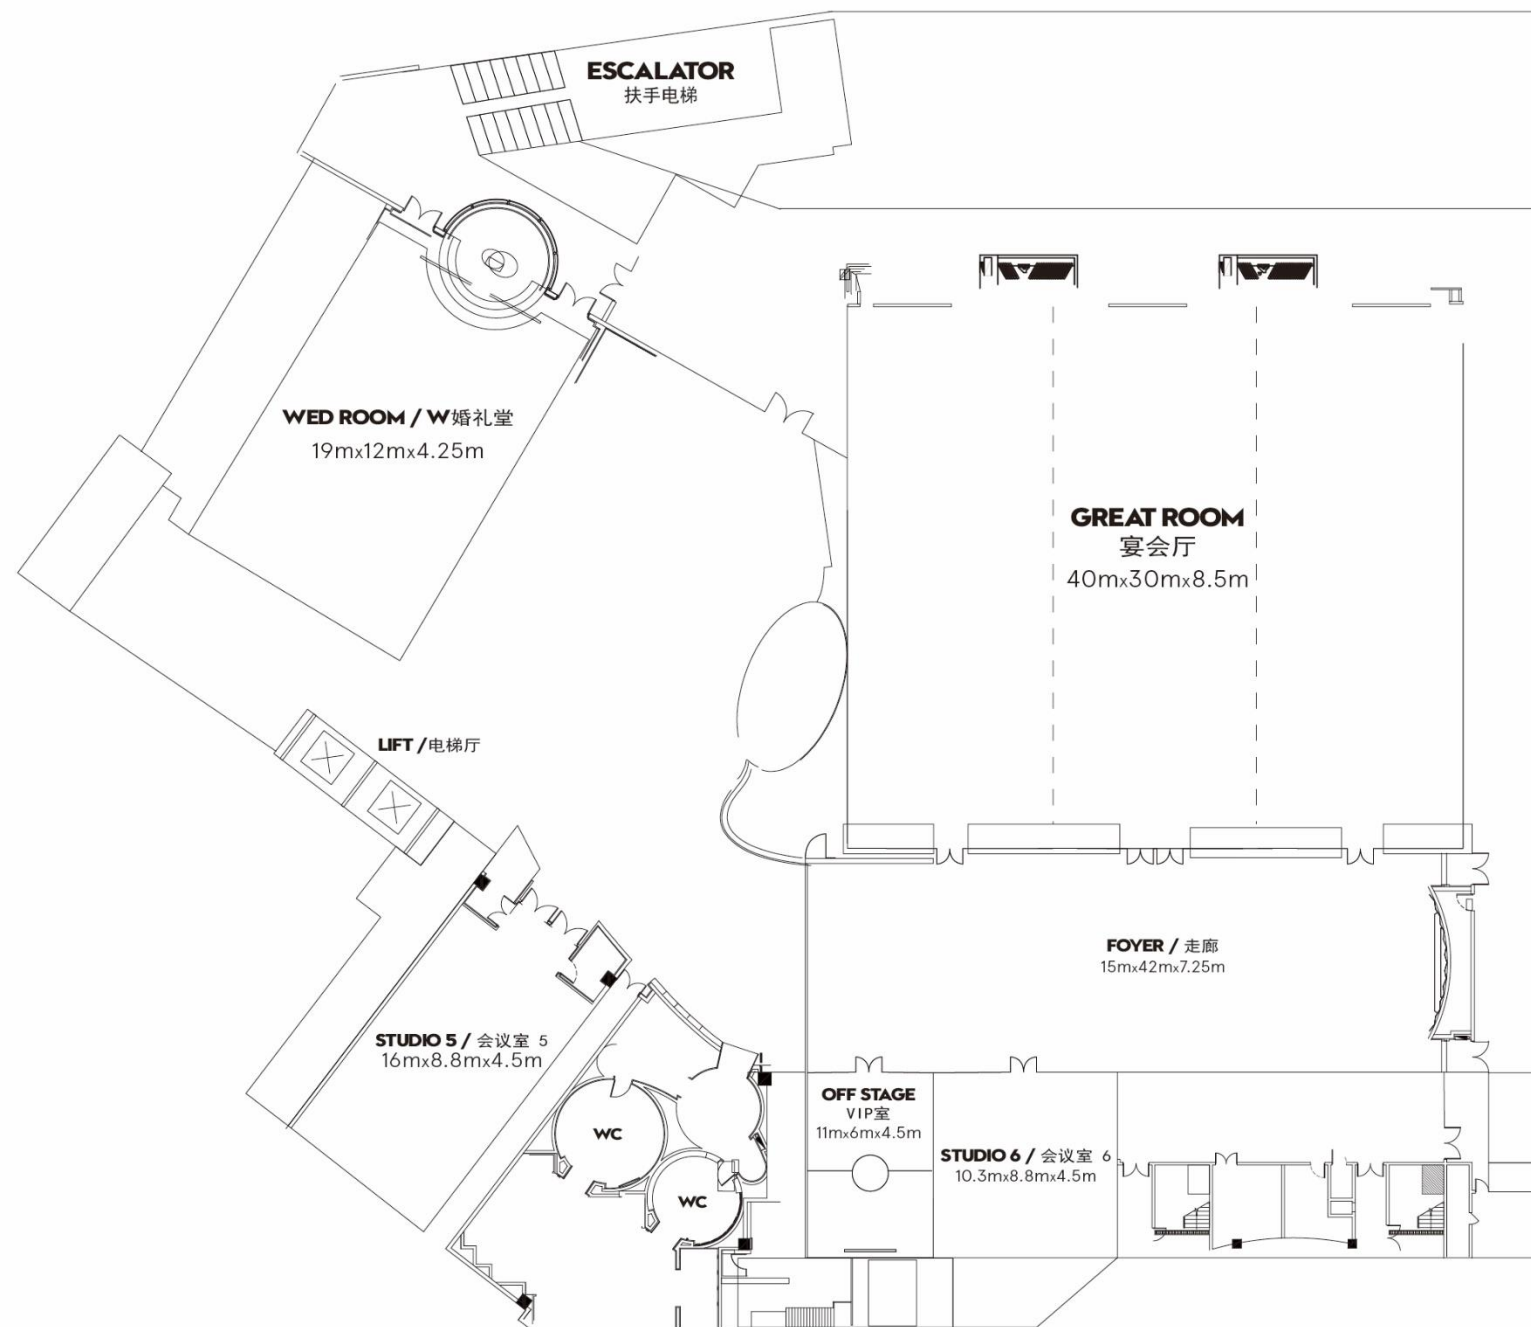 ESCALATOR
扶手电梯
WED ROOM / W婚礼堂
19mx12mx4.25m
GREAT ROOM
宴会厅
40mx30mx8.5m
LIFT /电梯厅
FOYER / 走廊
15mx42mx7.25m
STUDIO 5 / 会议室 5
16mx8.8mx4.5m
OFF STAGE
VIP室
11mx6mx4.5m
WC
STUDIO 6 / 会议室 6
10.3mx8.8mx4.5m
WC